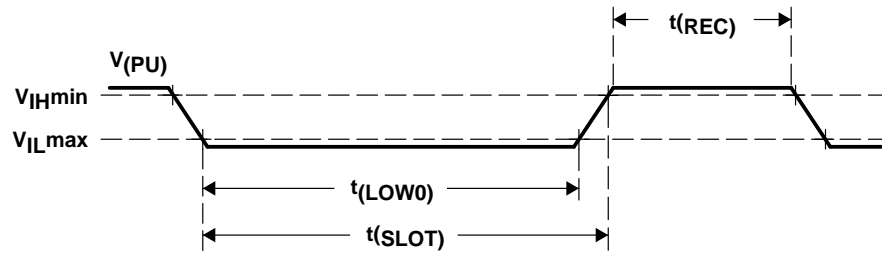 t(REC)
V(PU)
VIHmin
VILmax
t(LOW0)
t(SLOT)